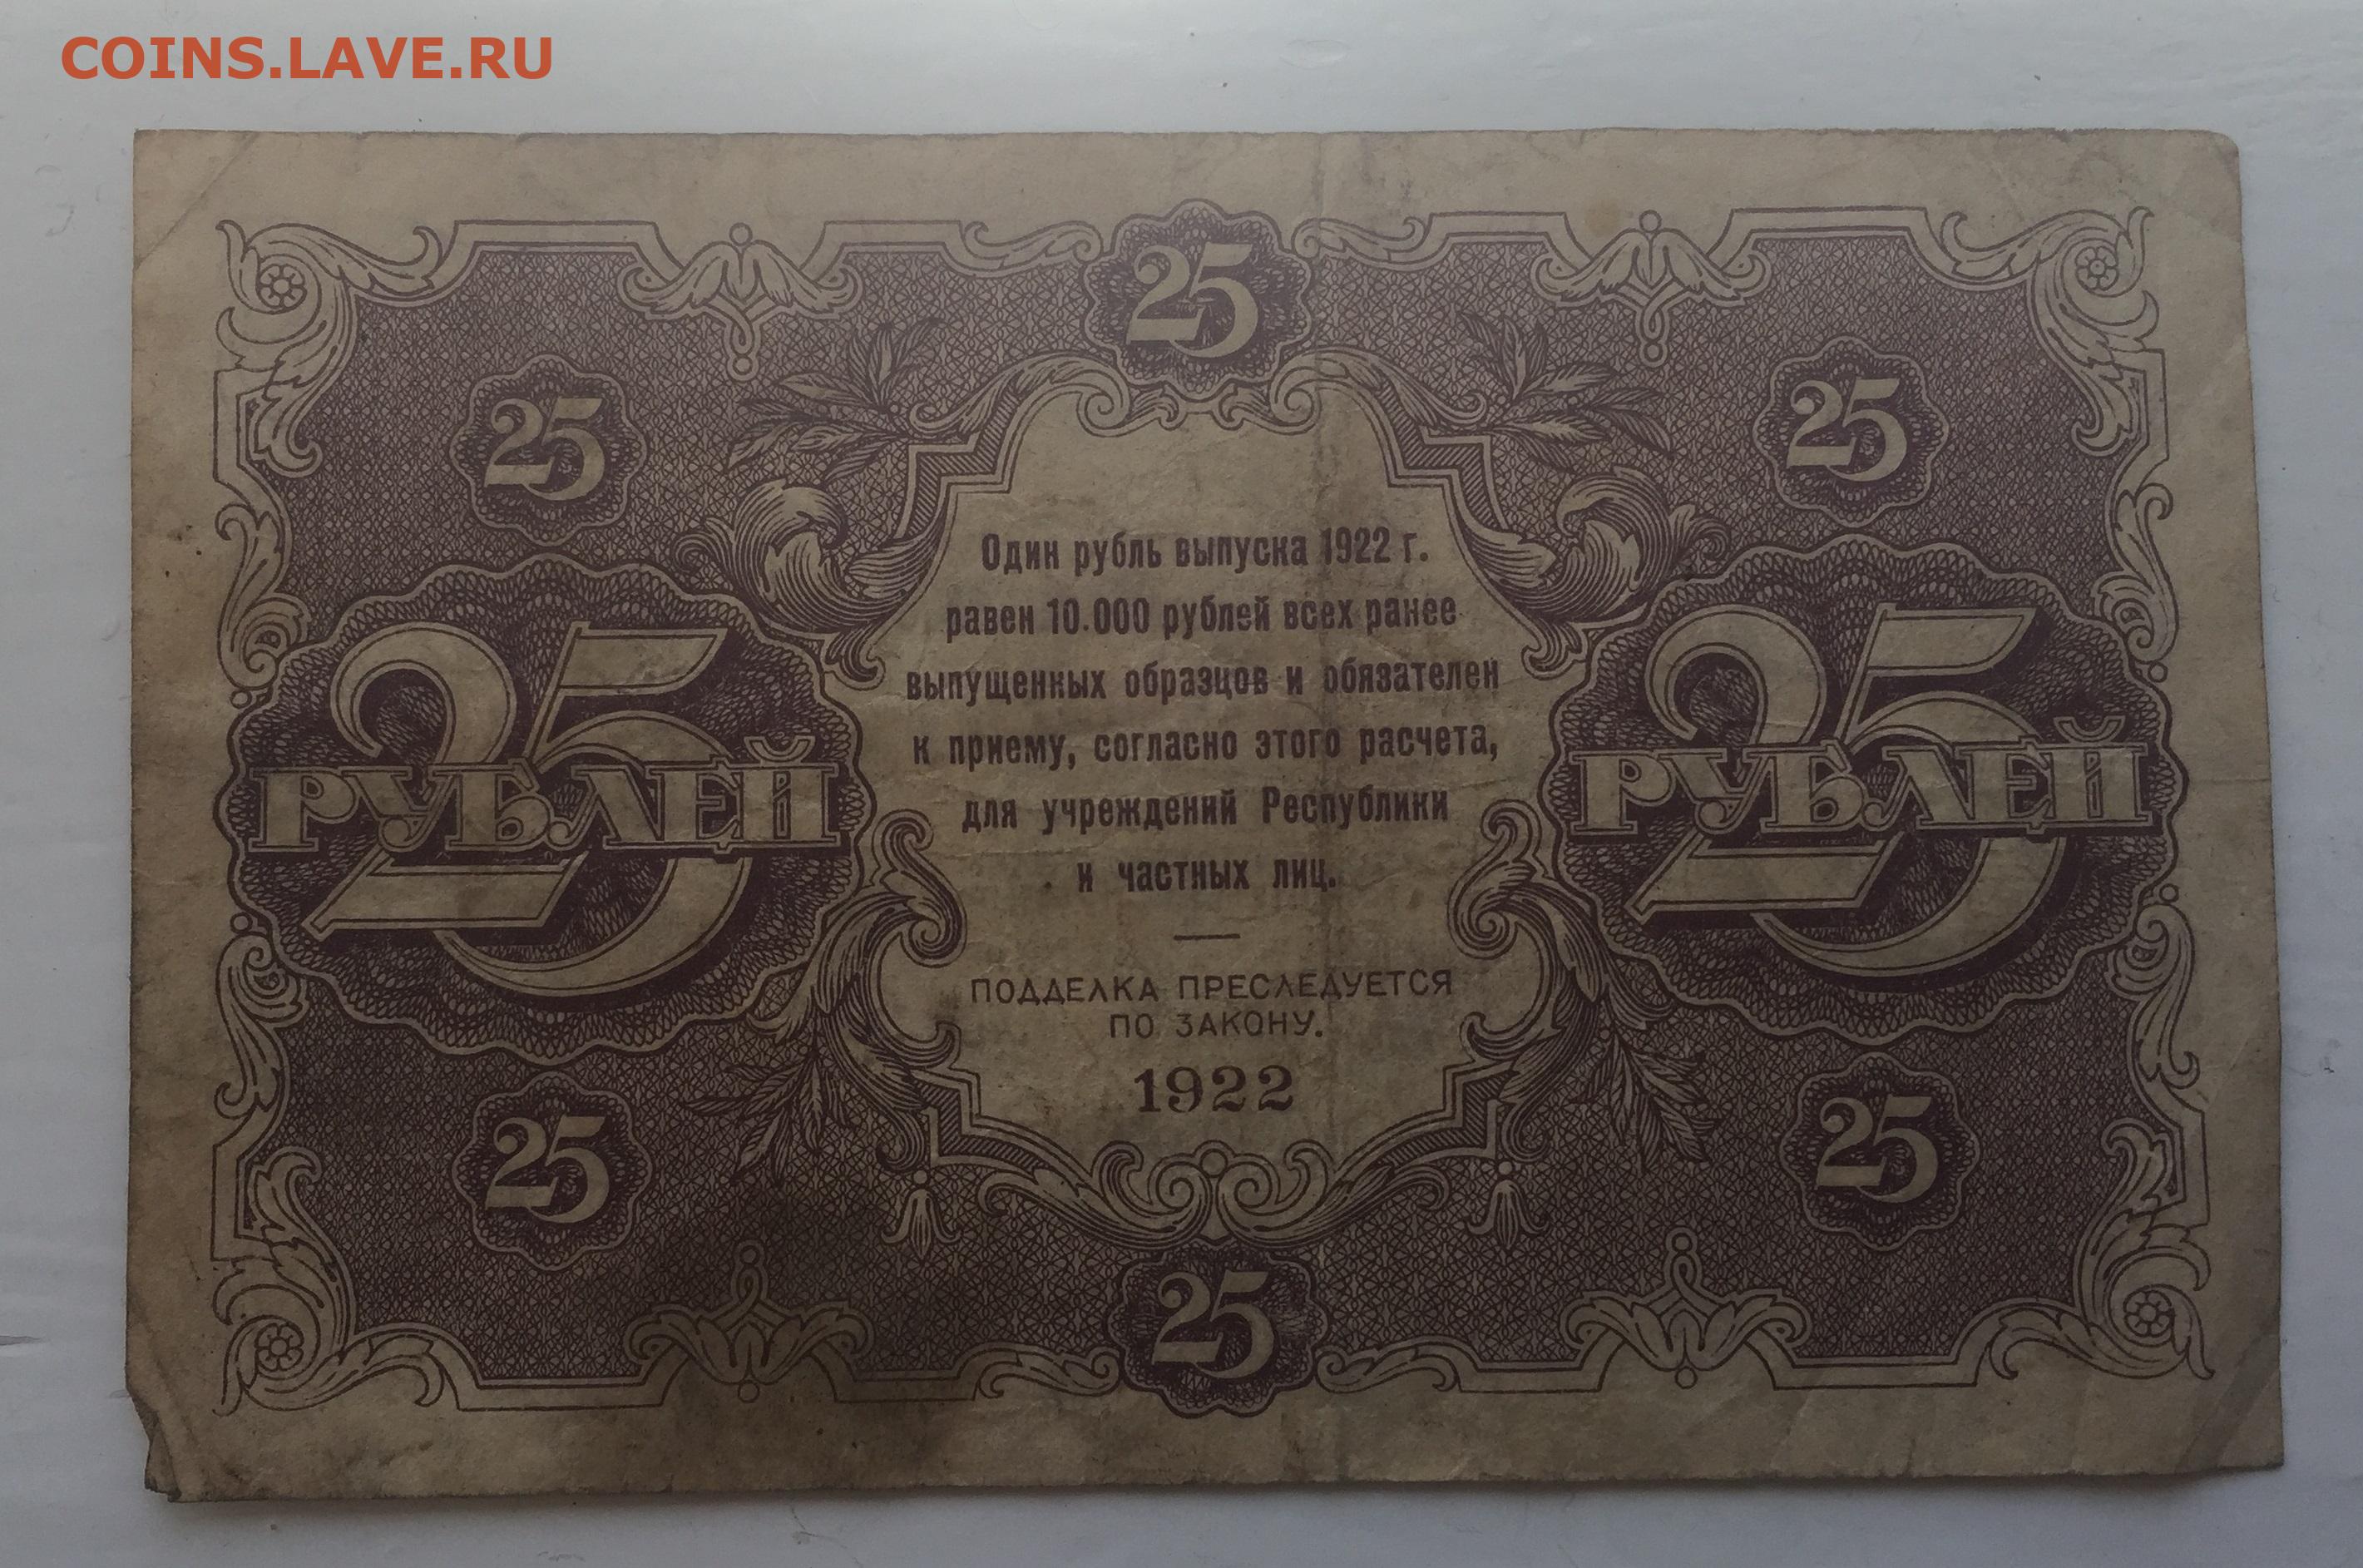 COINS.LAVE.RU
25
25
25
Один рубль выпуска 1922 г.
равен 10.000 рублей всех ранее
выпущенных образцов и обязателен
к приему, согласно этого расчета,
для учреждений Республики
и частных лиц.
25 РУБЛЕЙ
25 РУБЛЕЙ
ПОДДЕЛКА ПРЕСЛЕДУЕТСЯ
ПО ЗАКОНУ.
1922
25
25
25